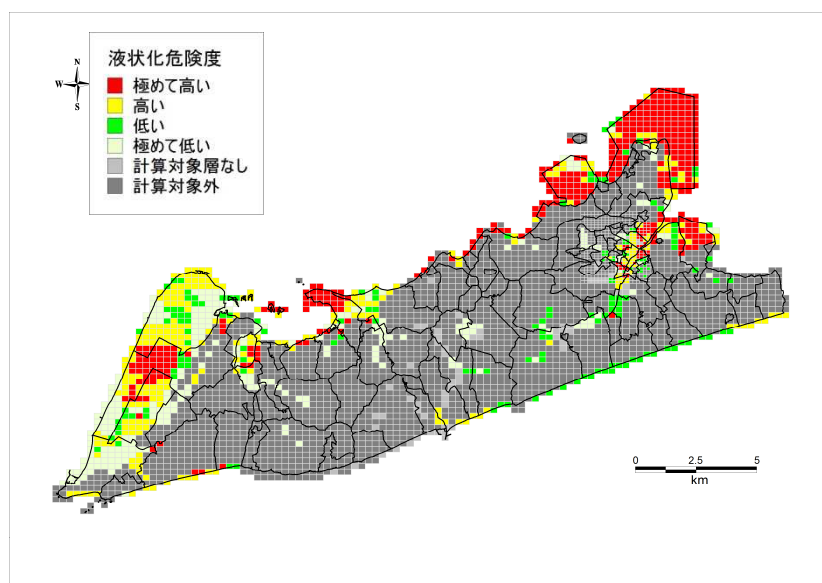 液状化危険度
極めて高い
高い
低い
極めて低い
計算対象層なし
計算対象外
N
W
S
0 2.5 5
km